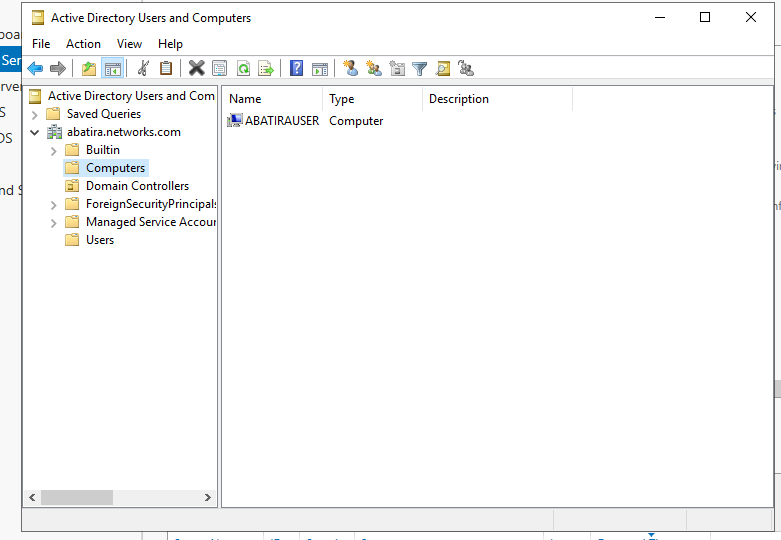 Active Directory Users and Computers
File Action View Help
Active Directory Users and Com
Saved Queries
abatira.networks.com
Builtin
Computers
Domain Controllers
ForeignSecurityPrincipals
Managed Service Accour
Users
Name Type Description
ABATIRAUSER Computer